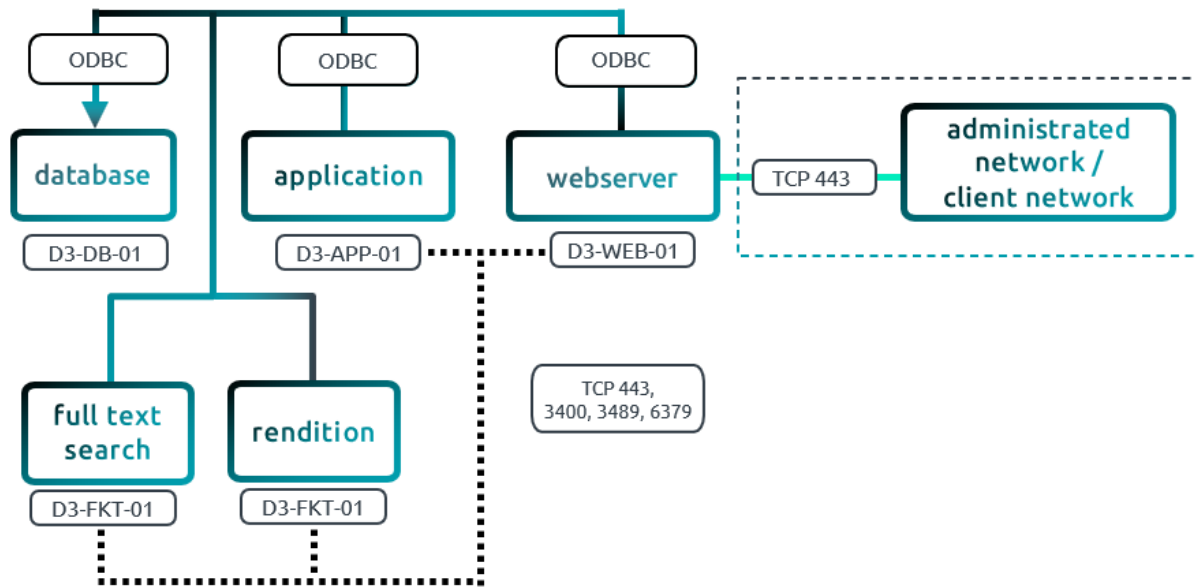 ODBC
ODBC
ODBC
database
application
webserver
TCP 443
administrated
network /
client network
D3-DB-01
D3-APP-01
D3-WEB-01
full text
search
rendition
TCP 443,
3400, 3489, 6379
D3-FKT-01
D3-FKT-01